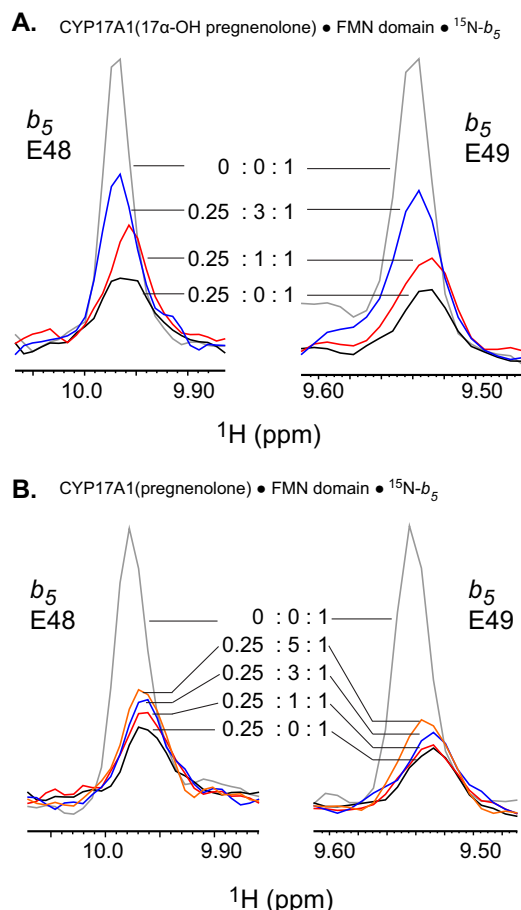 A. CYP17A1(17α-OH pregnenolone) ● FMN domain ● ¹⁵N-b₅
b₅
E48
b₅
E49
0 : 0 : 1
0.25 : 3 : 1
0.25 : 1 : 1
0.25 : 0 : 1
10.0 9.90 9.60 9.50
¹H (ppm)
B. CYP17A1(pregnenolone) ● FMN domain ● ¹⁵N-b₅
b₅
E48
b₅
E49
0 : 0 : 1
0.25 : 5 : 1
0.25 : 3 : 1
0.25 : 1 : 1
0.25 : 0 : 1
10.0 9.90 9.60 9.50
¹H (ppm)